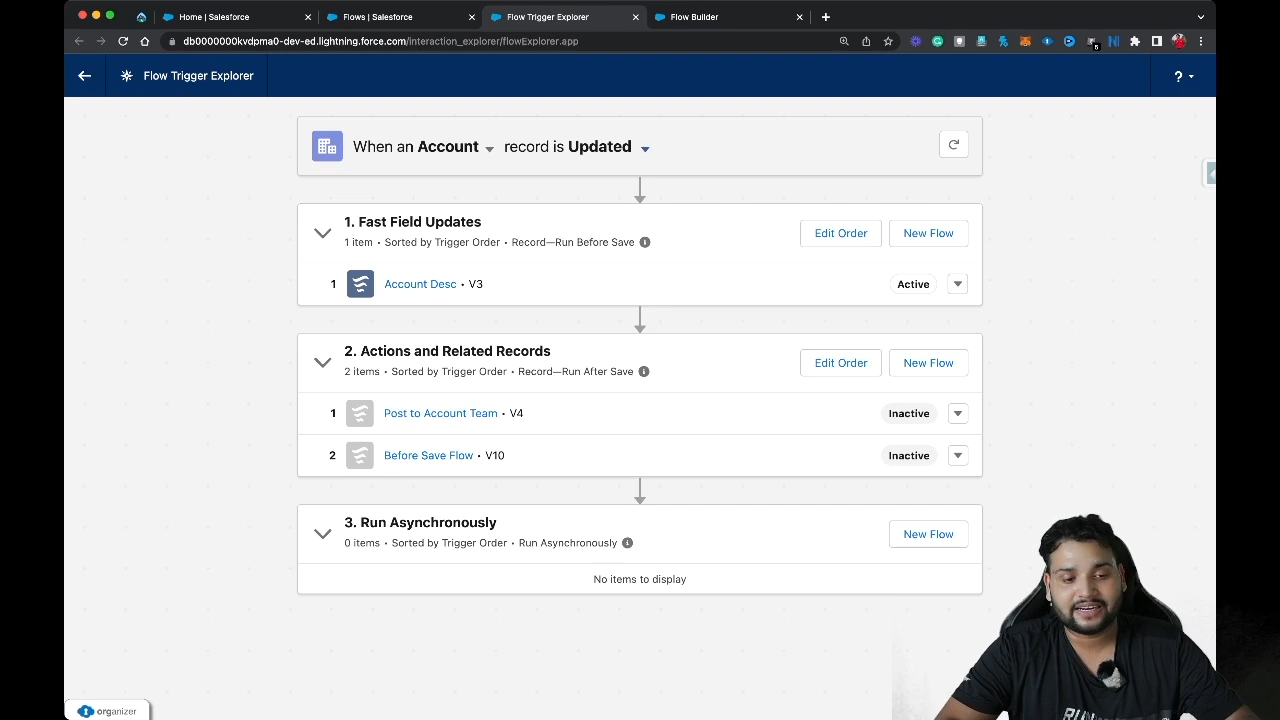 Home | Salesforce
Flows | Salesforce
Flow Trigger Explorer
Flow Builder
db0000000kvdpma0-dev-ed.lightning.force.com/interaction_explorer/flowExplorer.app
Flow Trigger Explorer
?
When an Account record is Updated
1. Fast Field Updates
1 item • Sorted by Trigger Order • Record—Run Before Save
Edit Order
New Flow
1 Account Desc • V3
Active
2. Actions and Related Records
2 items • Sorted by Trigger Order • Record—Run After Save
Edit Order
New Flow
1 Post to Account Team • V4
Inactive
2 Before Save Flow • V10
Inactive
3. Run Asynchronously
0 items • Sorted by Trigger Order • Run Asynchronously
New Flow
No items to display
organizer